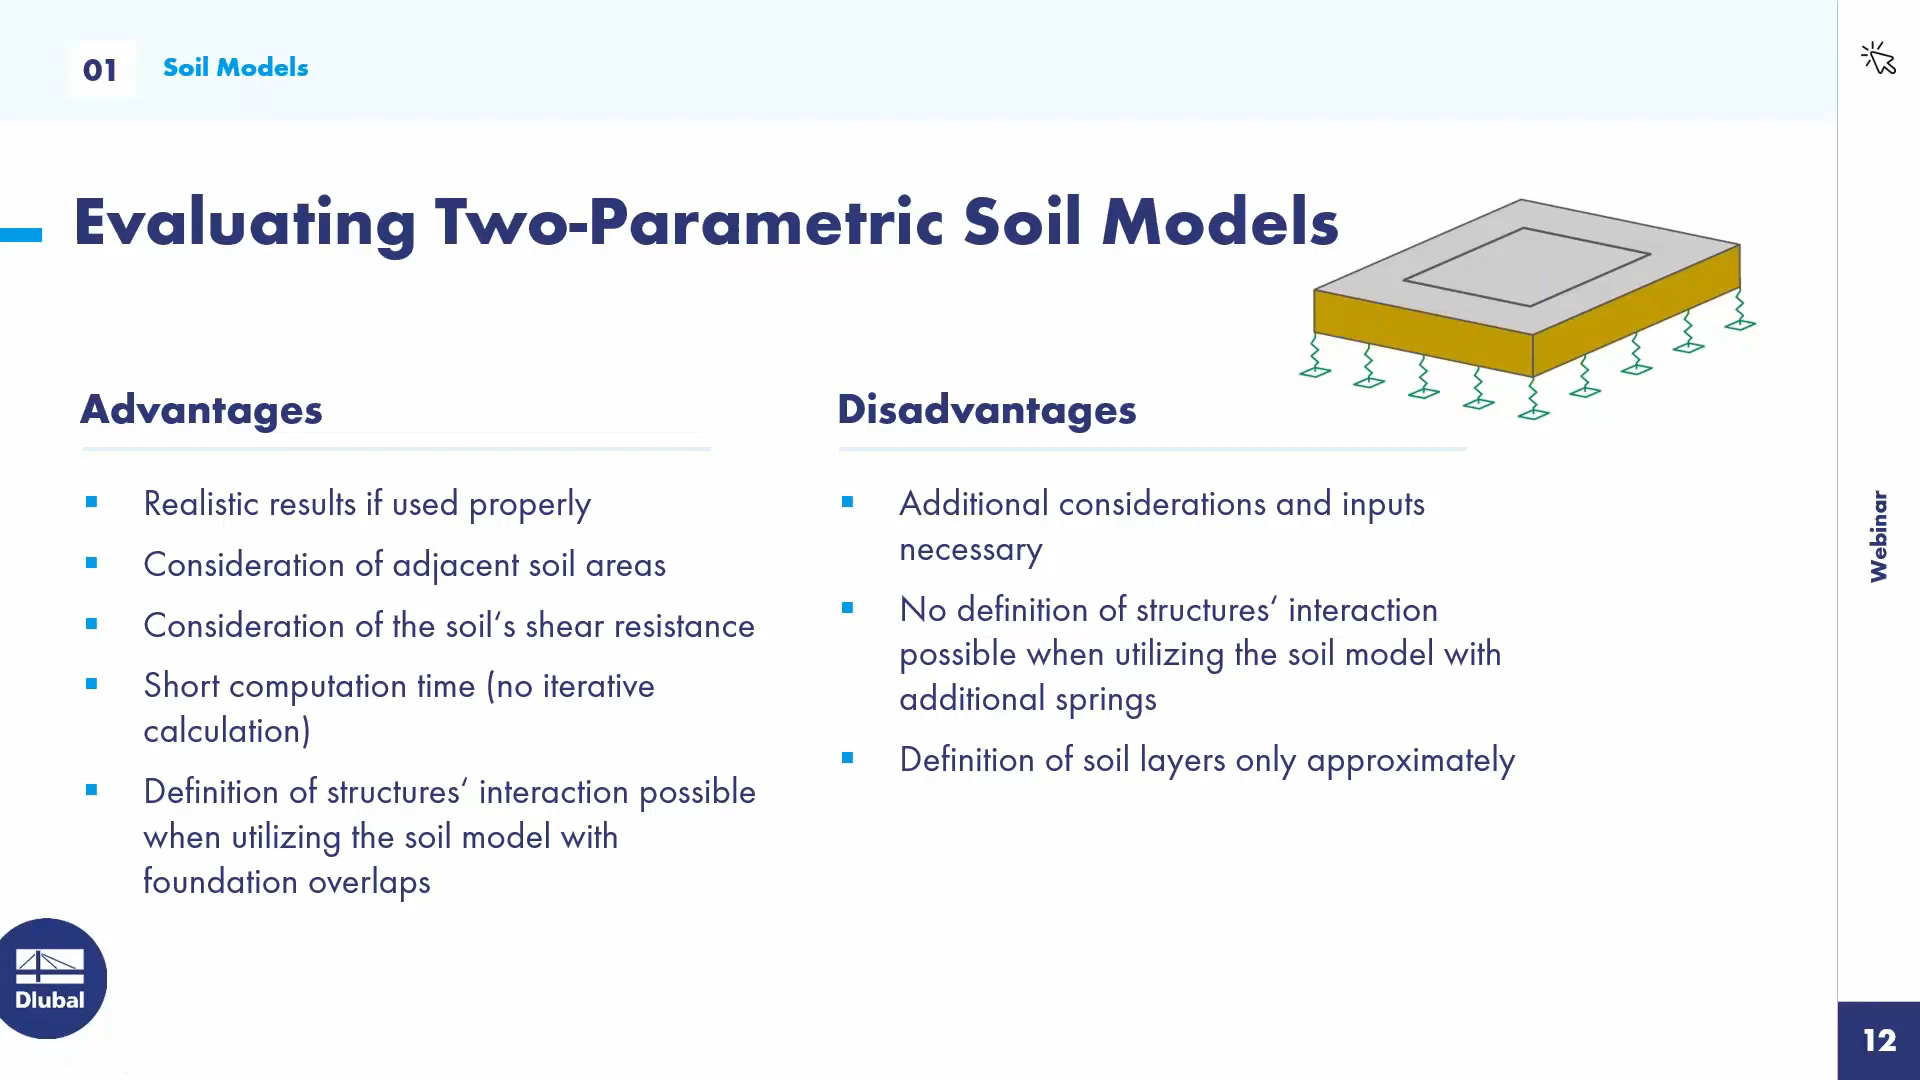 01
Soil Models
Evaluating Two-Parametric Soil Models
Advantages
Realistic results if used properly
Consideration of adjacent soil areas
Consideration of the soil‘s shear resistance
Short computation time (no iterative
calculation)
Definition of structures‘ interaction possible
when utilizing the soil model with
foundation overlaps
Disadvantages
Additional considerations and inputs
necessary
No definition of structures‘ interaction
possible when utilizing the soil model with
additional springs
Definition of soil layers only approximately
Webinar
Dlubal
12